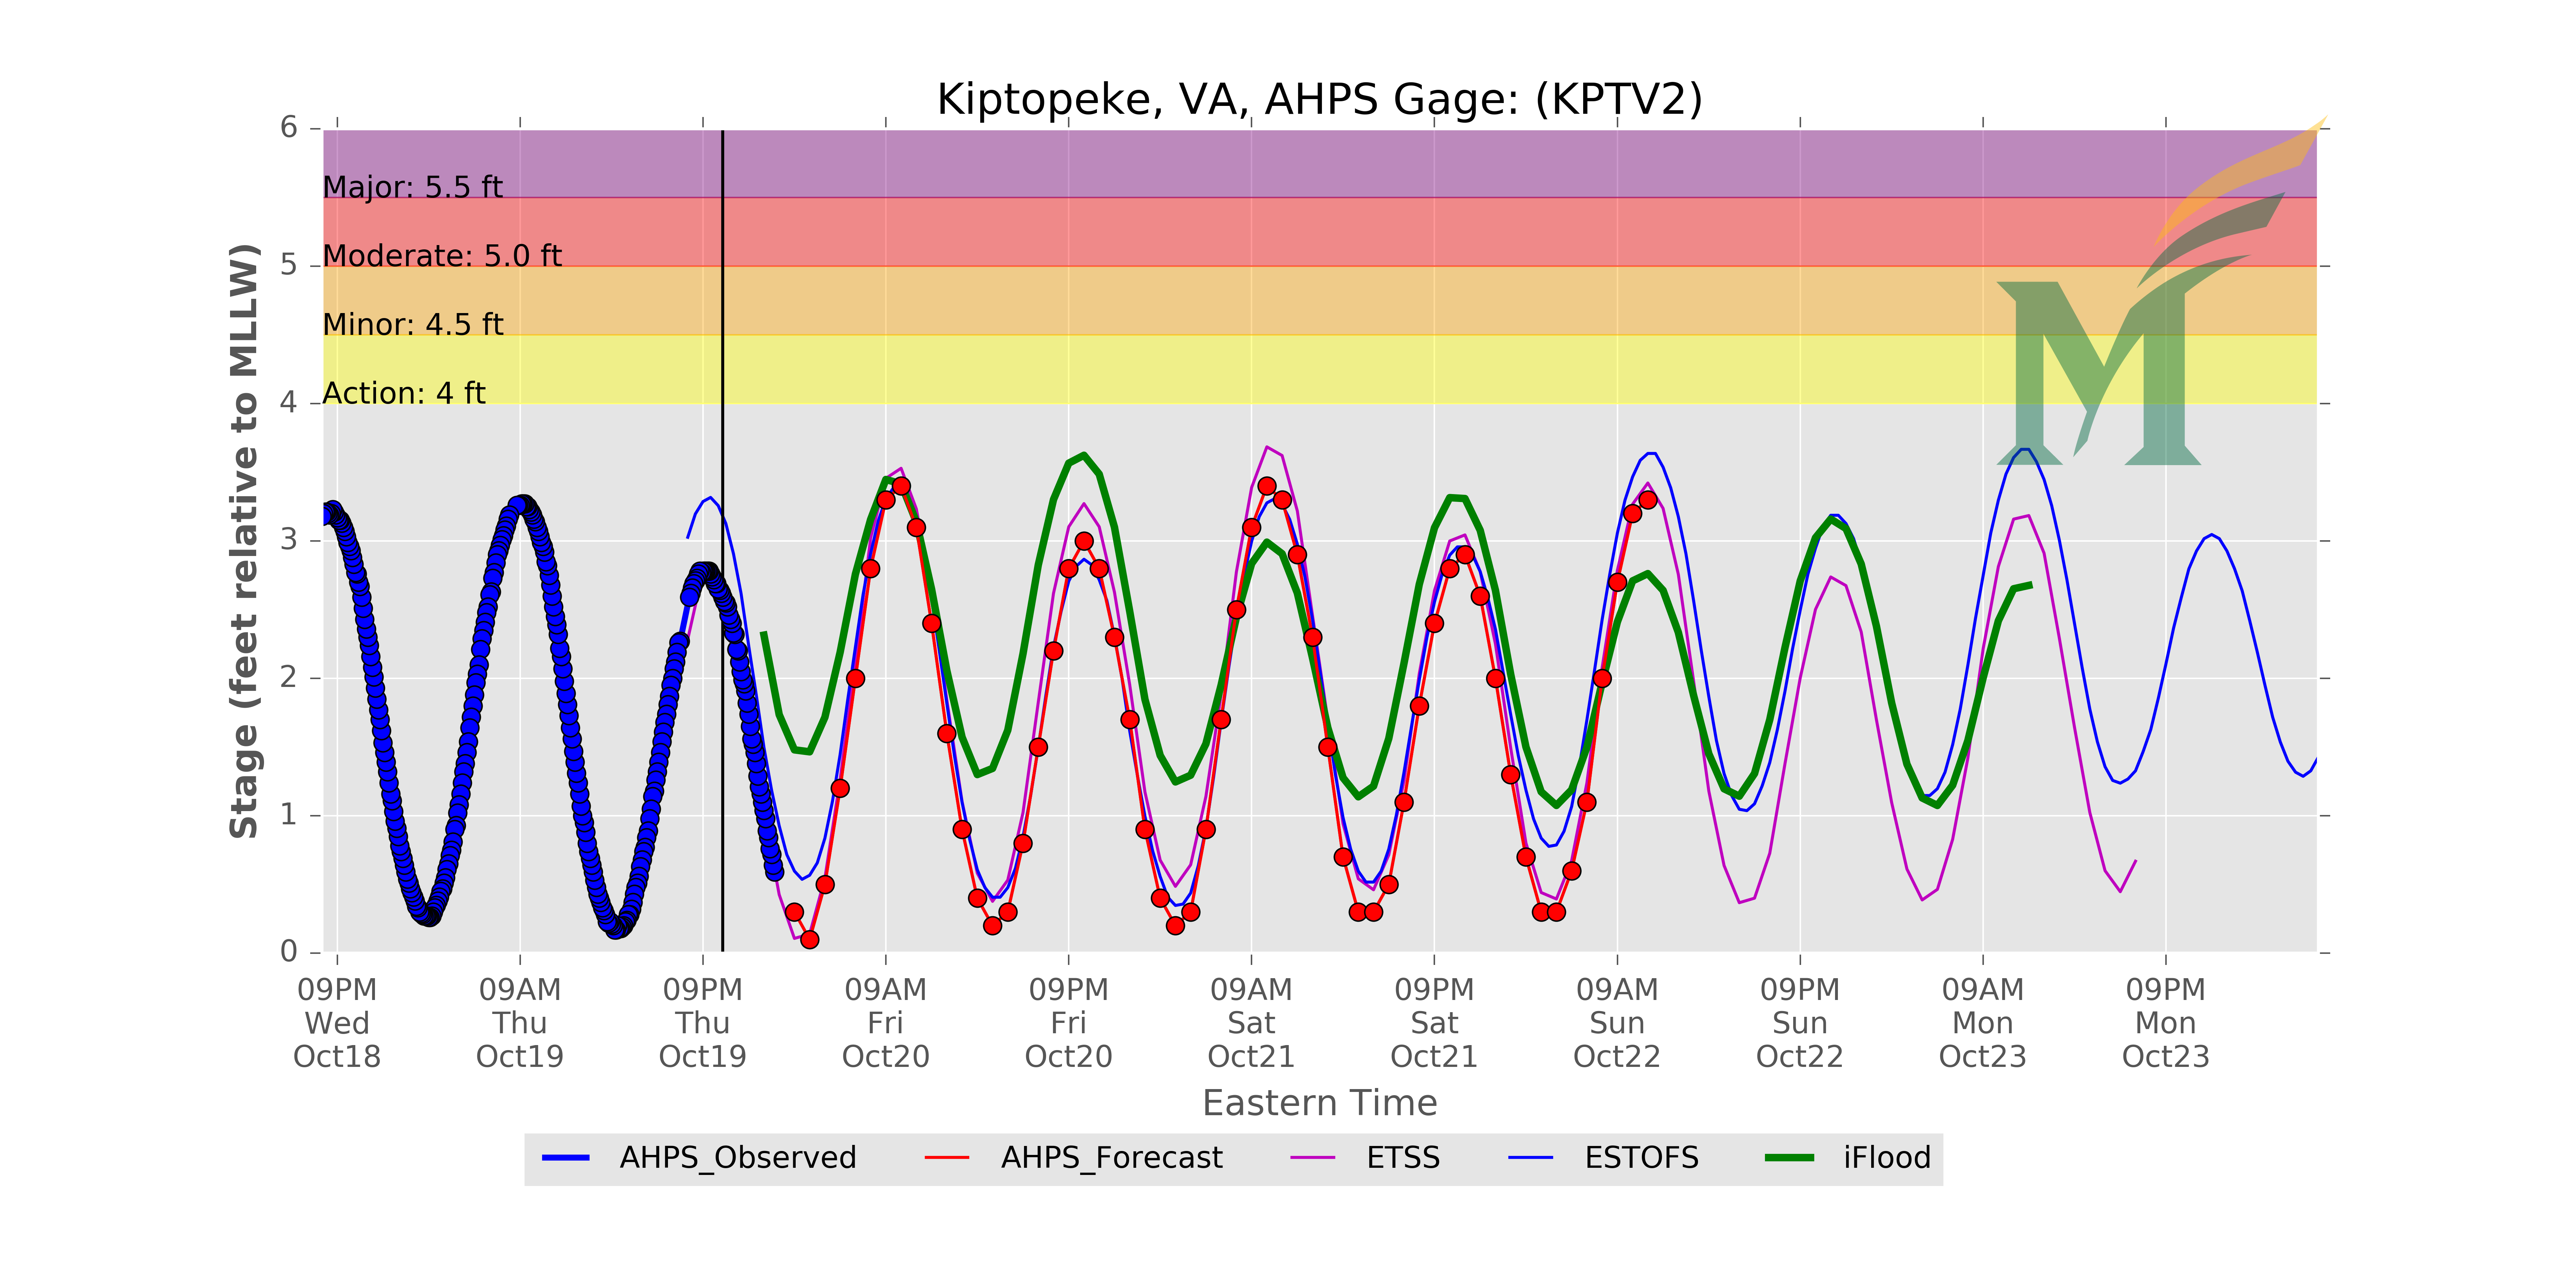 Kiptopeke, VA, AHPS Gage: (KPTV2)
6
Major: 5.5 ft
Moderate: 5.0 ft
5
Minor: 4.5 ft
Action: 4 ft
4
3
2
1
0
Stage (feet relative to MLLW)
M
09PM 09AM 09PM 09AM 09PM 09AM 09PM 09AM 09PM 09AM 09PM
Wed Thu Thu Fri Fri Sat Sat Sun Sun Mon Mon
Oct18 Oct19 Oct19 Oct20 Oct20 Oct21 Oct21 Oct22 Oct22 Oct23 Oct23
Eastern Time
AHPS_Observed AHPS_Forecast ETSS ESTOFS iFlood